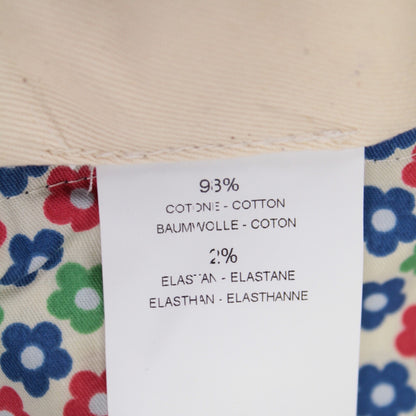 98%
COTONE - COTTON
BAUMWOLLE - COTON
2%
ELASTAN - ELASTANE
ELASTHAN - ELASTHANNE